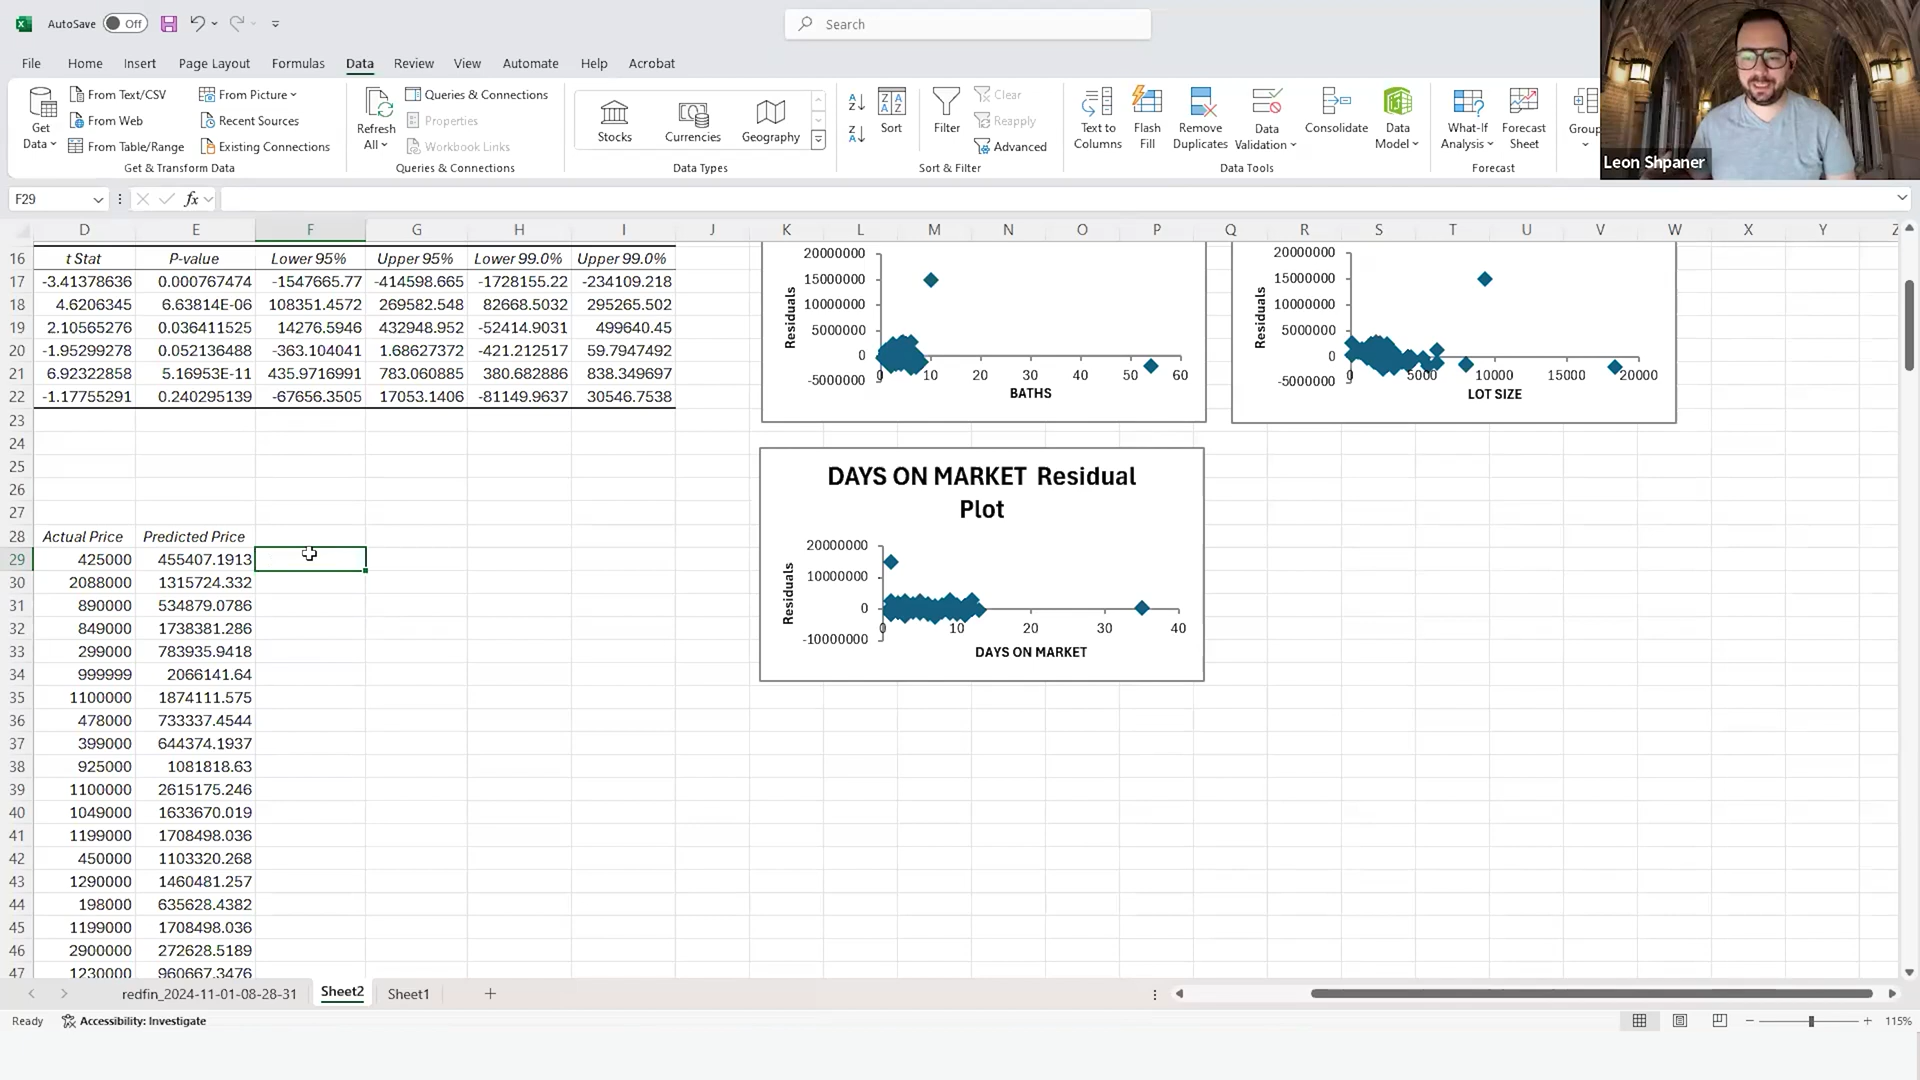 AutoSave Off
Search
File Home Insert Page Layout Formulas Data Review View Automate Help Acrobat
Get Data
From Text/CSV
From Web
From Table/Range
From Picture
Recent Sources
Existing Connections
Get & Transform Data
Refresh All
Queries & Connections
Properties
Workbook Links
Queries & Connections
Stocks
Currencies
Geography
Data Types
Sort
Filter
Clear
Reapply
Advanced
Sort & Filter
Text to Columns
Flash Fill
Remove Duplicates
Data Validation
Consolidate
Data Model
Data Tools
What-If Analysis
Forecast Sheet
Forecast
Group
Leon Shpaner
F29
fx
D E F G H I J K L M N O P Q R S T U V W X Y Z
16 t Stat P-value Lower 95% Upper 95% Lower 99.0% Upper 99.0%
17 -3.41378636 0.000767474 -1547665.77 -414598.665 -1728155.22 -234109.218
18 4.6206345 6.63814E-06 108351.4572 269582.548 82668.5032 295265.502
19 2.10565276 0.036411525 14276.5946 432948.952 -52414.9031 499640.45
20 -1.95299278 0.052136488 -363.104041 1.68627372 -421.212517 59.7947492
21 6.92322858 5.16953E-11 435.9716991 783.060885 380.682886 838.349697
22 -1.17755291 0.240295139 -67656.3505 17053.1406 -81149.9637 30546.7538
23
24
25
26
27
28 Actual Price Predicted Price
29 425000 455407.1913
30 2088000 1315724.332
31 890000 534879.0786
32 849000 1738381.286
33 299000 783935.9418
34 999999 2066141.64
35 1100000 1874111.575
36 478000 733337.4544
37 399000 644374.1937
38 925000 1081818.63
39 1100000 2615175.246
40 1049000 1633670.019
41 1199000 1708498.036
42 450000 1103320.268
43 1290000 1460481.257
44 198000 635628.4382
45 1199000 1708498.036
46 2900000 272628.5189
47 1230000 960667.3476
20000000
15000000
10000000
5000000
0
-5000000
Residuals
0 10 20 30 40 50 60
BATHS
20000000
15000000
10000000
5000000
0
-5000000
Residuals
0 5000 10000 15000 20000
LOT SIZE
DAYS ON MARKET Residual
Plot
20000000
10000000
0
-10000000
Residuals
0 10 20 30 40
DAYS ON MARKET
redfin_2024-11-01-08-28-31 Sheet2 Sheet1
Ready Accessibility: Investigate
115%